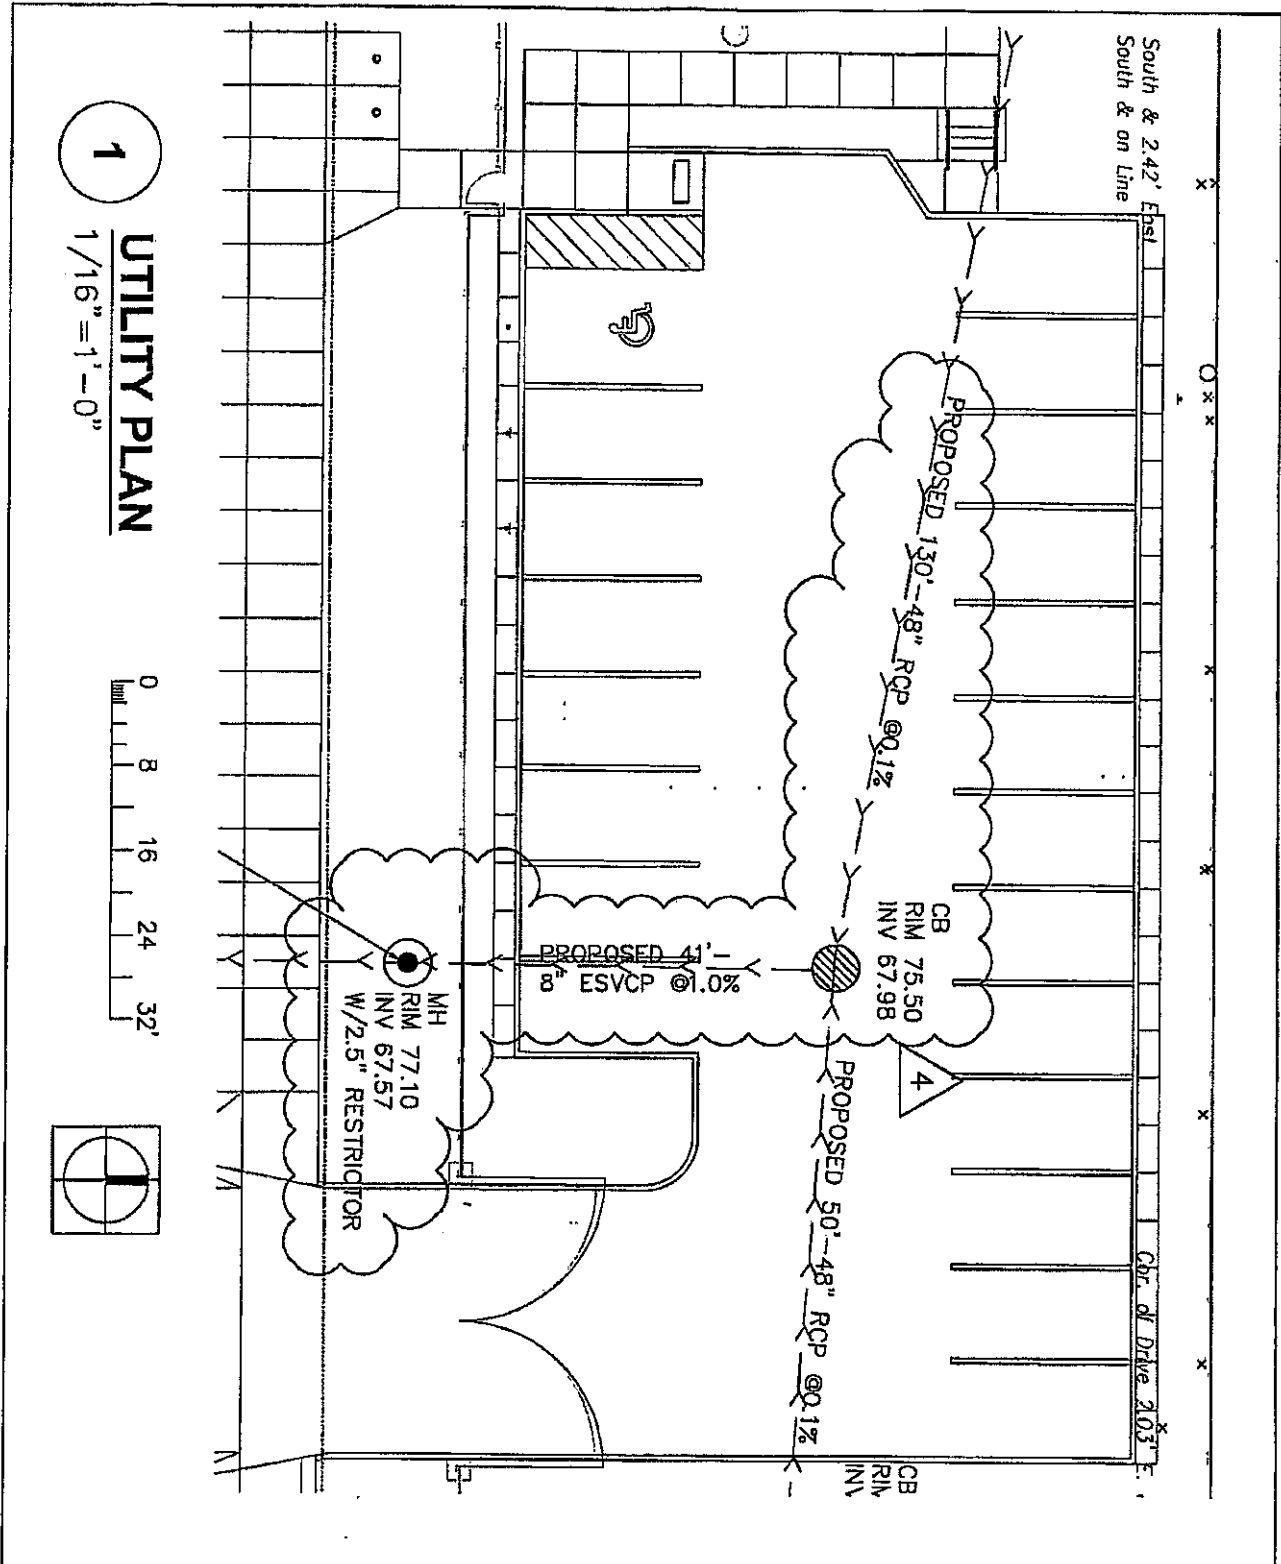 South & 2.42' East
South & on Line
PROPOSED 130'-48" RCP @0.1%
CB
RIM 75.50
INV 67.98
4
PROPOSED 41'-
8" ESVCP @1.0%
MH
RIM 77.10
INV 67.57
W/2.5" RESTRICTOR
PROPOSED 50'-48" RCP @0.1%
Cor. of Drive 2.03' E.
CB
RIM
INV
1
UTILITY PLAN
1/16"=1'-0"
0 8 16 24 32'